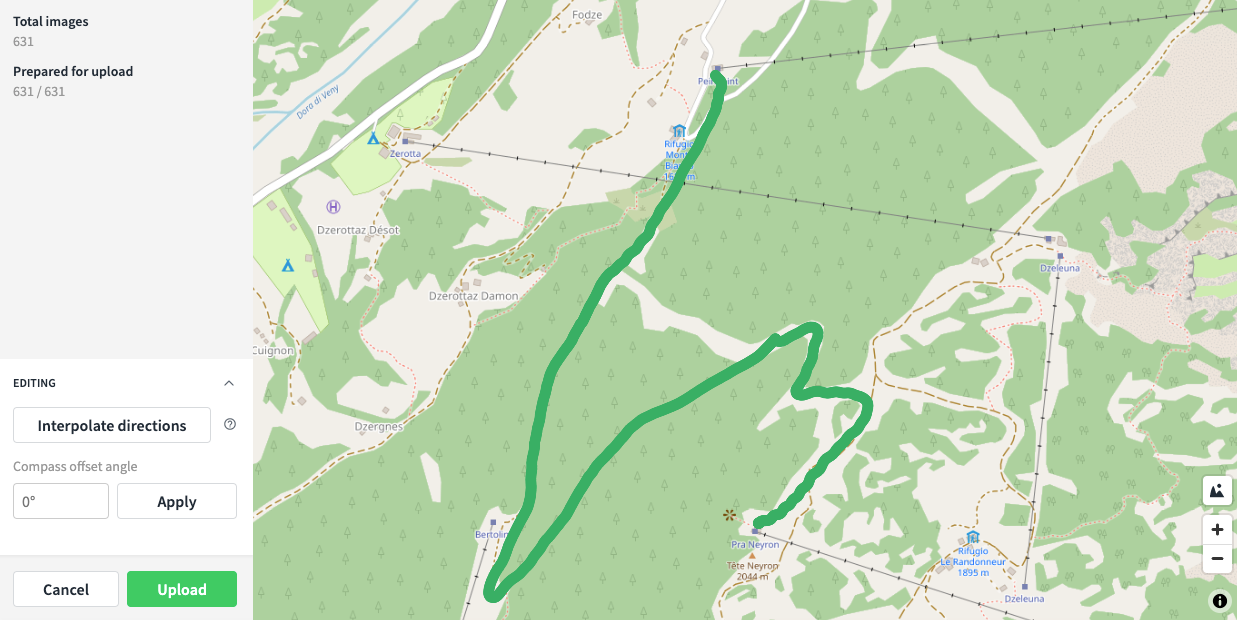 Total images
631
Prepared for upload
631 / 631
EDITING
Interpolate directions
Compass offset angle
0°
Apply
Cancel
Upload
Fodze
Dora di Veny
Zerotta
Rifugio
H
Dzerottaz Désot
Dzerottaz Damon
Cuignon
Dzergnes
Dzeleuna
Pra Neyron
Tête Neyron
2044 m
Rifugio
Le Randonneur
1895 m
Dzeleuna